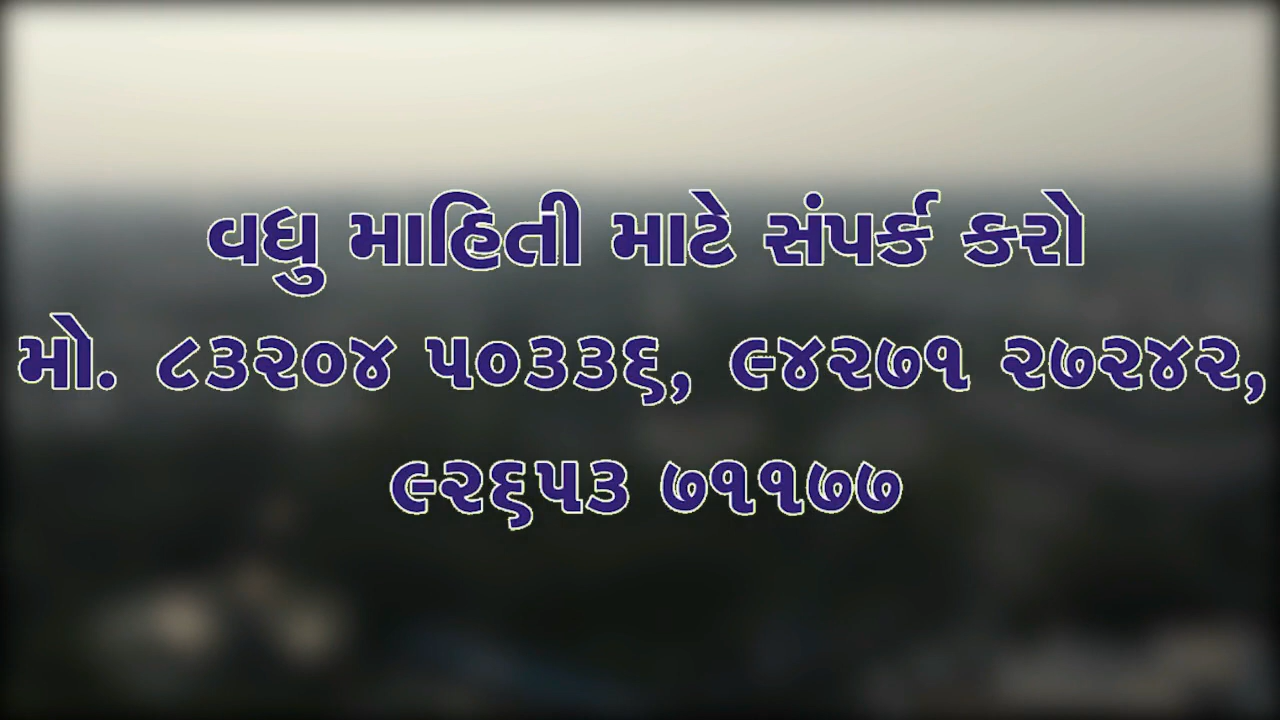 વધુ માહિતી માટે સંપર્ક કરો
મો. ૮૩૨૦૪ ૫૦૩૩૬, ૯૪૨૭૧ ૨૭૨૪૨,
૯૨૬૫૩ ૭૧૧૭૭